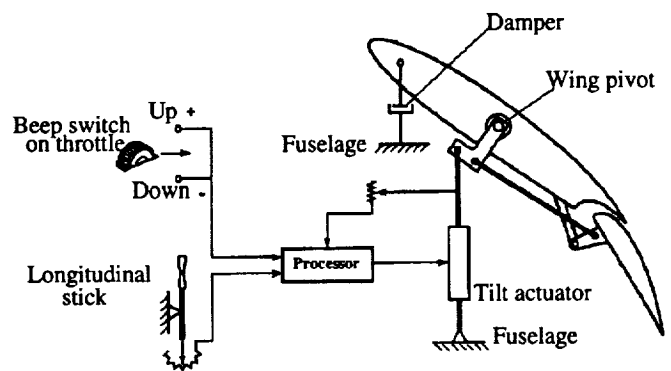 Damper
Wing pivot
Up +
Beep switch
on throttle
Fuselage
Down -
Processor
Longitudinal
stick
Tilt actuator
Fuselage